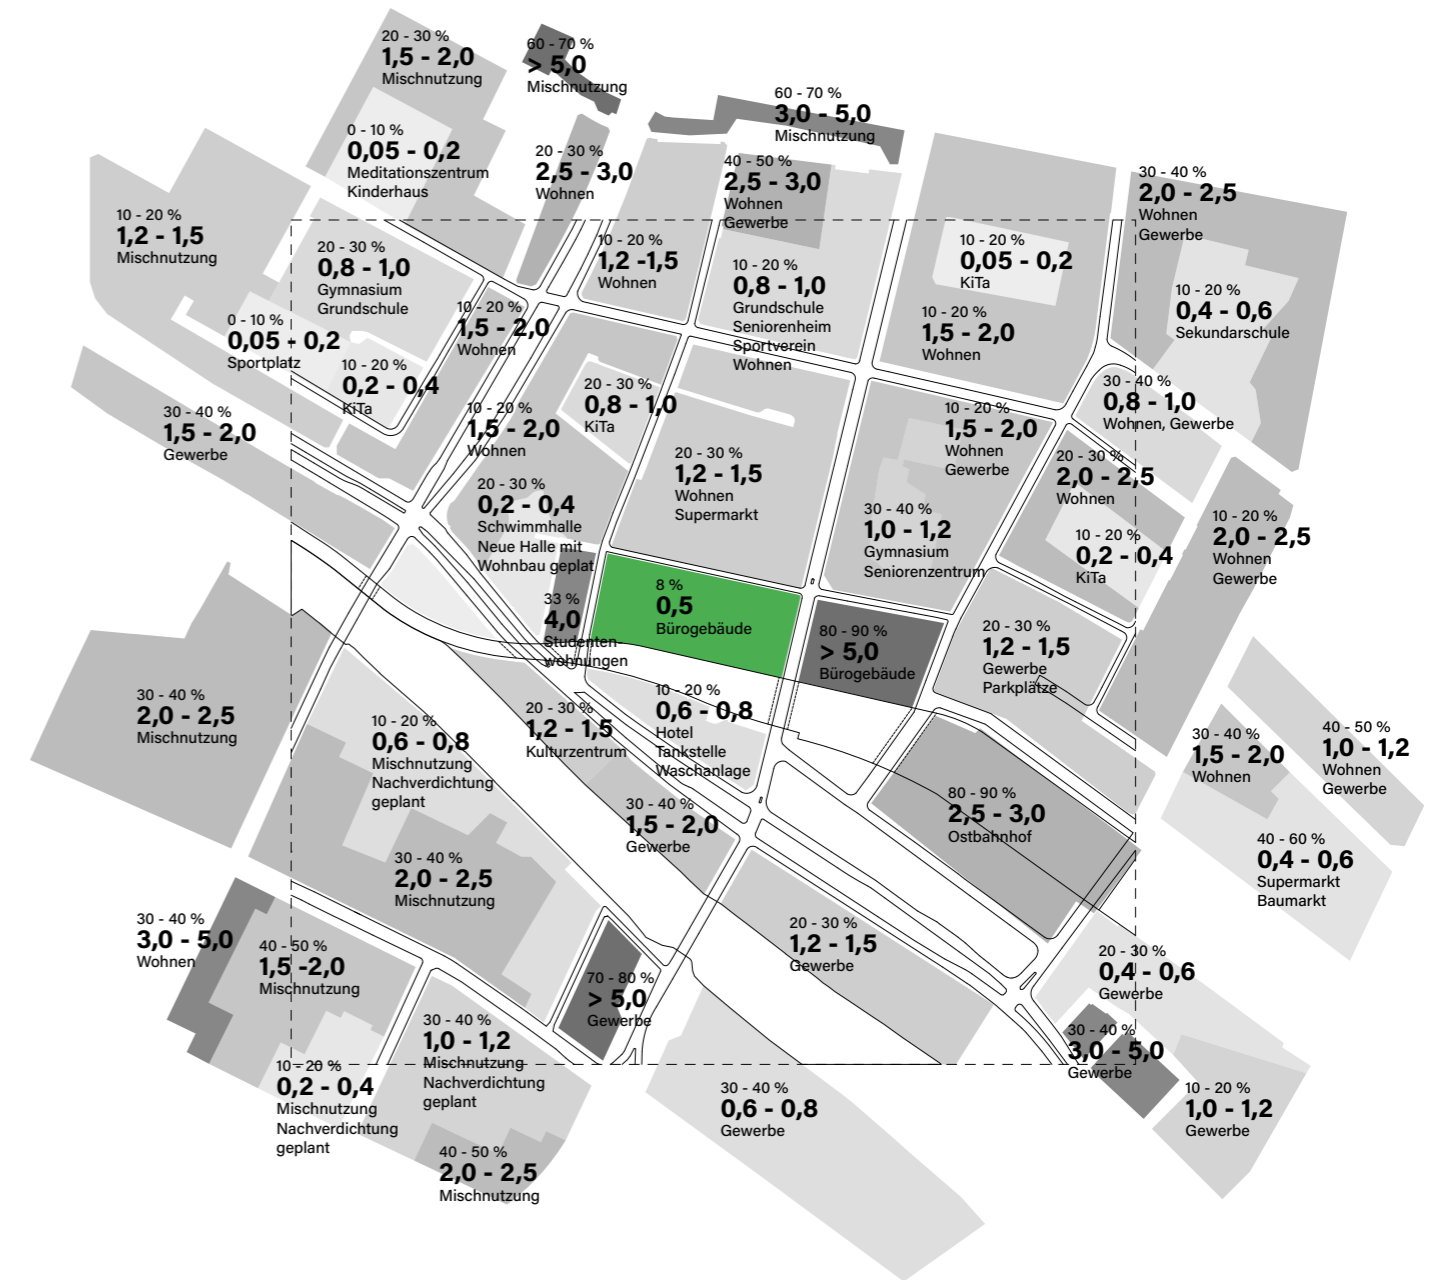 20 - 30 %
1,5 - 2,0
Mischnutzung
60 - 70 %
> 5,0
Mischnutzung
60 - 70 %
3,0 - 5,0
Mischnutzung
0 - 10 %
0,05 - 0,2
Meditationszentrum
Kinderhaus
20 - 30 %
2,5 - 3,0
Wohnen
40 - 50 %
2,5 - 3,0
Wohnen
Gewerbe
30 - 40 %
2,0 - 2,5
Wohnen
Gewerbe
10 - 20 %
1,2 - 1,5
Mischnutzung
20 - 30 %
0,8 - 1,0
Gymnasium
Grundschule
10 - 20 %
1,2 -1,5
Wohnen
10 - 20 %
0,8 - 1,0
Grundschule
Seniorenheim
Sportverein
Wohnen
10 - 20 %
0,05 - 0,2
KiTa
10 - 20 %
1,5 - 2,0
Wohnen
10 - 20 %
0,4 - 0,6
Sekundarschule
0 - 10 %
0,05 - 0,2
Sportplatz
10 - 20 %
1,5 - 2,0
Wohnen
10 - 20 %
0,2 - 0,4
KiTa
30 - 40 %
1,5 - 2,0
Gewerbe
10 - 20 %
1,5 - 2,0
Wohnen
20 - 30 %
0,8 - 1,0
KiTa
30 - 40 %
0,8 - 1,0
Wohnen, Gewerbe
10 - 20 %
1,5 - 2,0
Wohnen
Gewerbe
20 - 30 %
1,2 - 1,5
Wohnen
Supermarkt
20 - 30 %
2,0 - 2,5
Wohnen
20 - 30 %
0,2 - 0,4
Schwimmhalle
Neue Halle mit
Wohnbau geplat
30 - 40 %
1,0 - 1,2
Gymnasium
Seniorenzentrum
10 - 20 %
0,2 - 0,4
KiTa
10 - 20 %
2,0 - 2,5
Wohnen
Gewerbe
33 %
4,0
Studenten-
wohnungen
8 %
0,5
Bürogebäude
80 - 90 %
> 5,0
Bürogebäude
20 - 30 %
1,2 - 1,5
Gewerbe
Parkplätze
30 - 40 %
2,0 - 2,5
Mischnutzung
10 - 20 %
0,6 - 0,8
Mischnutzung
Nachverdichtung
geplant
20 - 30 %
1,2 - 1,5
Kulturzentrum
10 - 20 %
0,6 - 0,8
Hotel
Tankstelle
Waschanlage
30 - 40 %
1,5 - 2,0
Wohnen
40 - 50 %
1,0 - 1,2
Wohnen
Gewerbe
30 - 40 %
1,5 - 2,0
Gewerbe
80 - 90 %
2,5 - 3,0
Ostbahnhof
40 - 60 %
0,4 - 0,6
Supermarkt
Baumarkt
30 - 40 %
2,0 - 2,5
Mischnutzung
30 - 40 %
3,0 - 5,0
Wohnen
40 - 50 %
1,5 -2,0
Mischnutzung
70 - 80 %
> 5,0
Gewerbe
20 - 30 %
1,2 - 1,5
Gewerbe
20 - 30 %
0,4 - 0,6
Gewerbe
30 - 40 %
1,0 - 1,2
Mischnutzung
Nachverdichtung
geplant
30 - 40 %
3,0 - 5,0
Gewerbe
10 - 20 %
0,2 - 0,4
Mischnutzung
Nachverdichtung
geplant
30 - 40 %
0,6 - 0,8
Gewerbe
10 - 20 %
1,0 - 1,2
Gewerbe
40 - 50 %
2,0 - 2,5
Mischnutzung